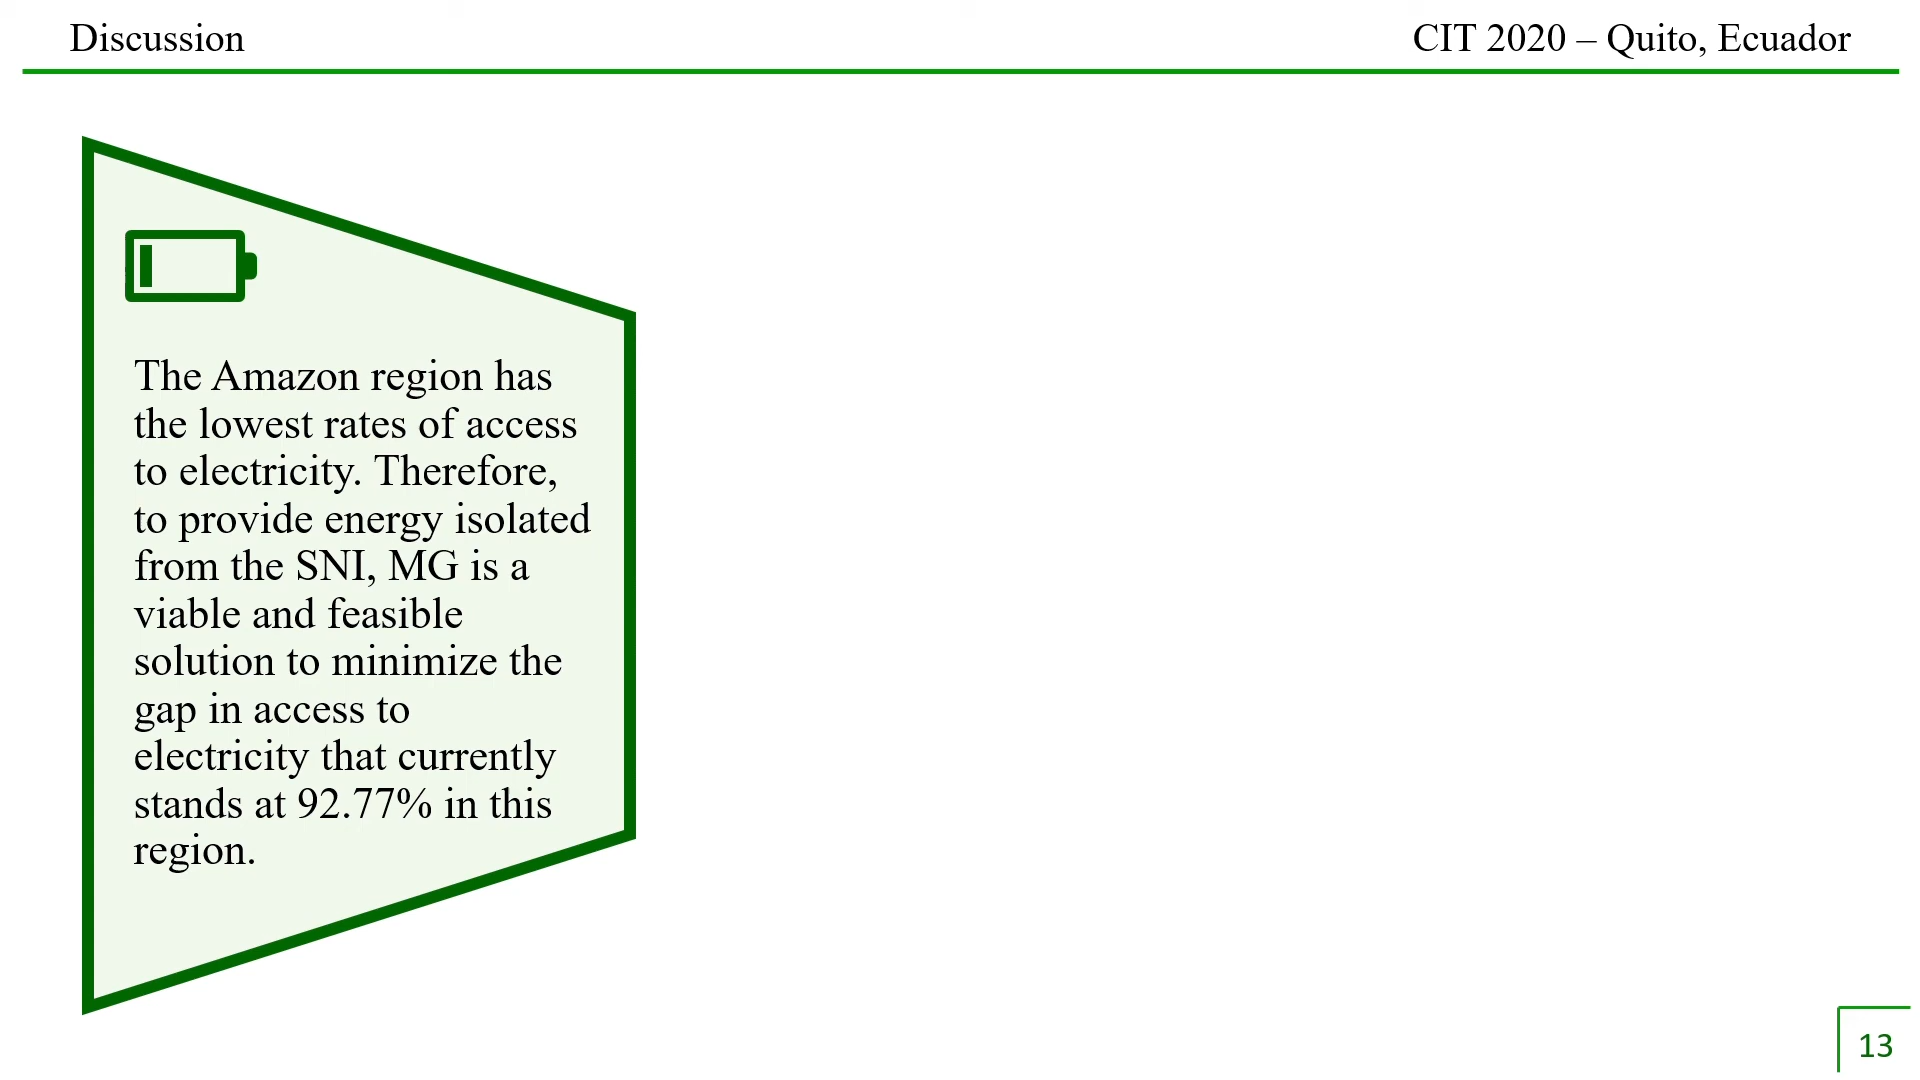 Discussion
CIT 2020 – Quito, Ecuador
The Amazon region has
the lowest rates of access
to electricity. Therefore,
to provide energy isolated
from the SNI, MG is a
viable and feasible
solution to minimize the
gap in access to
electricity that currently
stands at 92.77% in this
region.
13